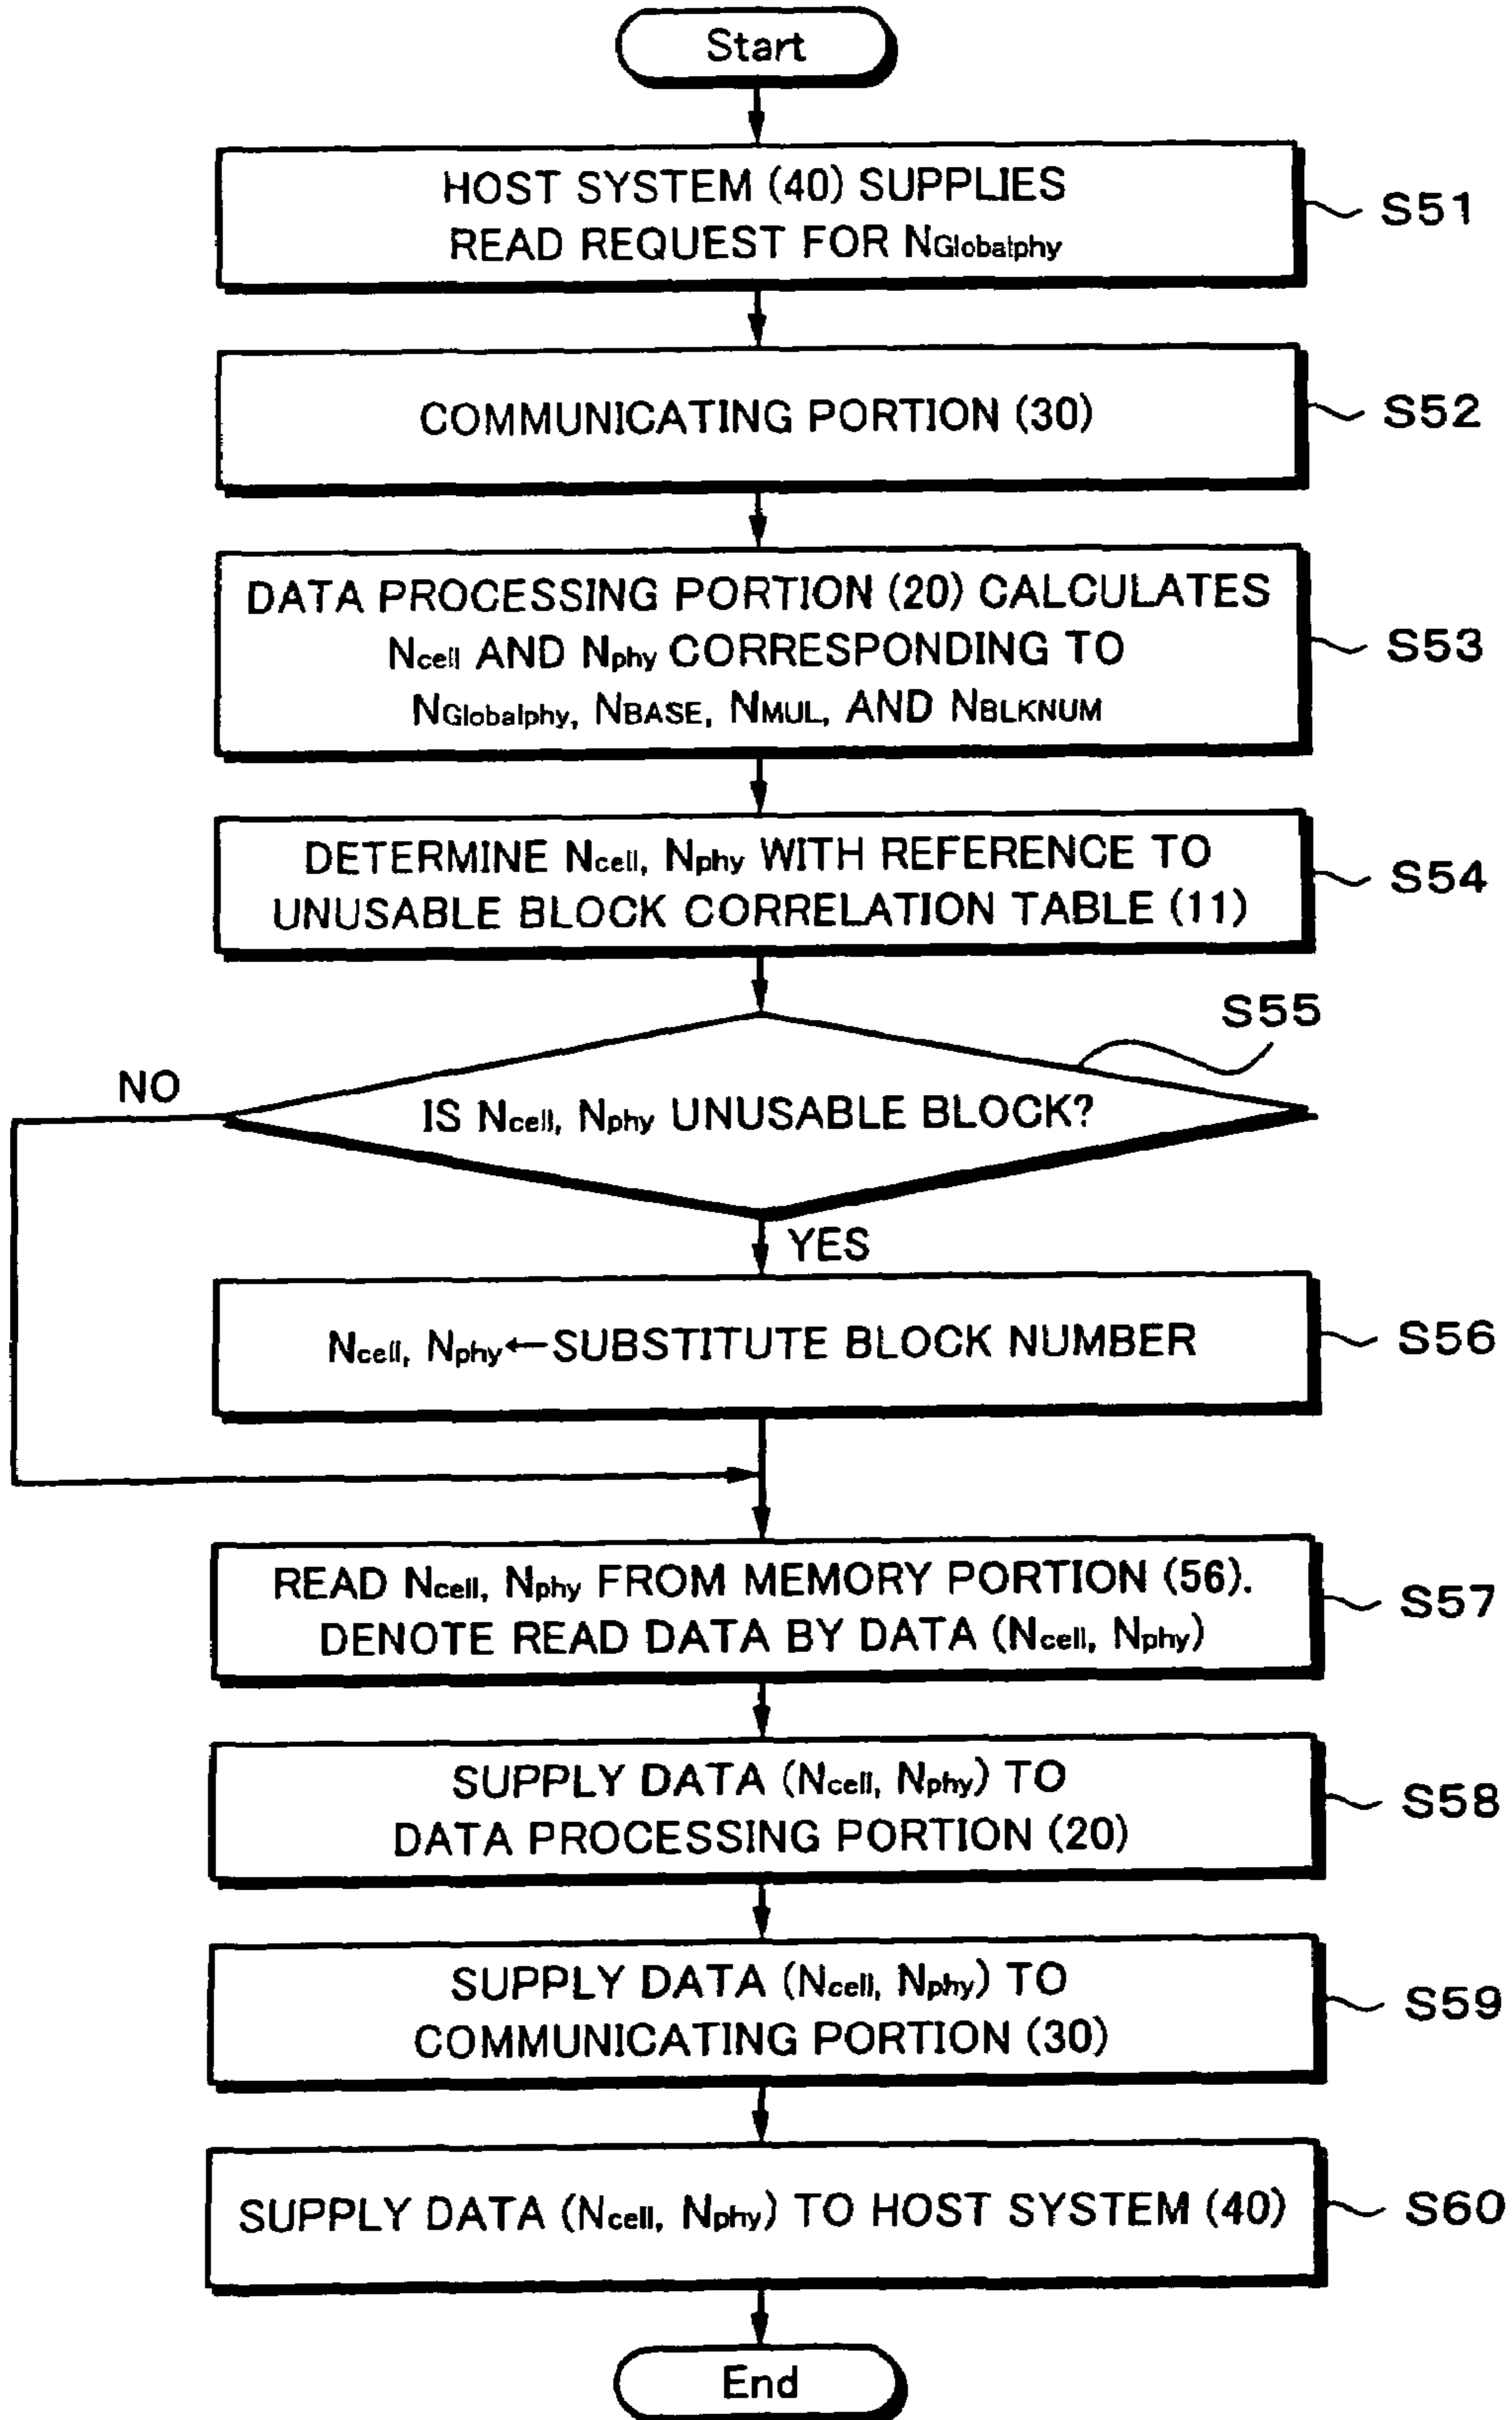 Start
HOST SYSTEM (40) SUPPLIES
READ REQUEST FOR NGlobalphy
S51
COMMUNICATING PORTION (30)
S52
DATA PROCESSING PORTION (20) CALCULATES
Ncell AND Nphy CORRESPONDING TO
NGlobalphy, NBASE, NMUL, AND NBLKNUM
S53
DETERMINE Ncell, Nphy WITH REFERENCE TO
UNUSABLE BLOCK CORRELATION TABLE (11)
S54
S55
NO
IS Ncell, Nphy UNUSABLE BLOCK?
YES
Ncell, Nphy←SUBSTITUTE BLOCK NUMBER
S56
READ Ncell, Nphy FROM MEMORY PORTION (56).
DENOTE READ DATA BY DATA (Ncell, Nphy)
S57
SUPPLY DATA (Ncell, Nphy) TO
DATA PROCESSING PORTION (20)
S58
SUPPLY DATA (Ncell, Nphy) TO
COMMUNICATING PORTION (30)
S59
SUPPLY DATA (Ncell, Nphy) TO HOST SYSTEM (40)
S60
End